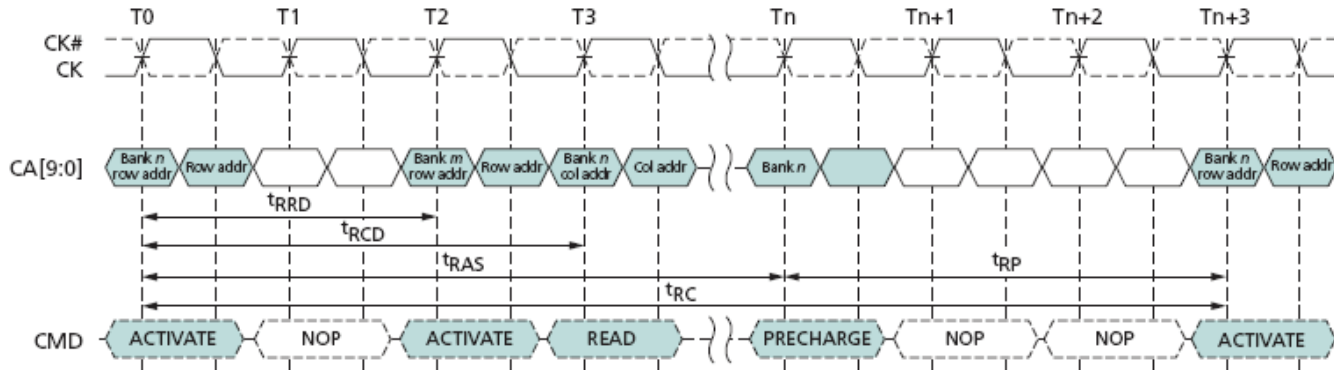 T0 T1 T2 T3 Tn Tn+1 Tn+2 Tn+3
CK#
CK
CA[9:0]
Bank n
row addr
Row addr
Bank m
row addr
Row addr
Bank n
col addr
Col addr
Bank n
Bank n
row addr
Row addr
tRRD
tRCD
tRAS
tRP
tRC
CMD
ACTIVATE NOP ACTIVATE READ PRECHARGE NOP NOP ACTIVATE